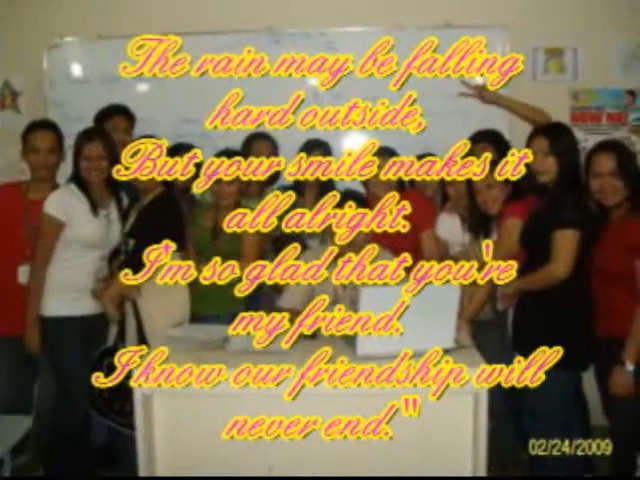 The rain may be falling
hard outside,
But your smile makes it
all alright.
I'm so glad that you're
my friend.
I know our friendship will
never end."
02/24/2009